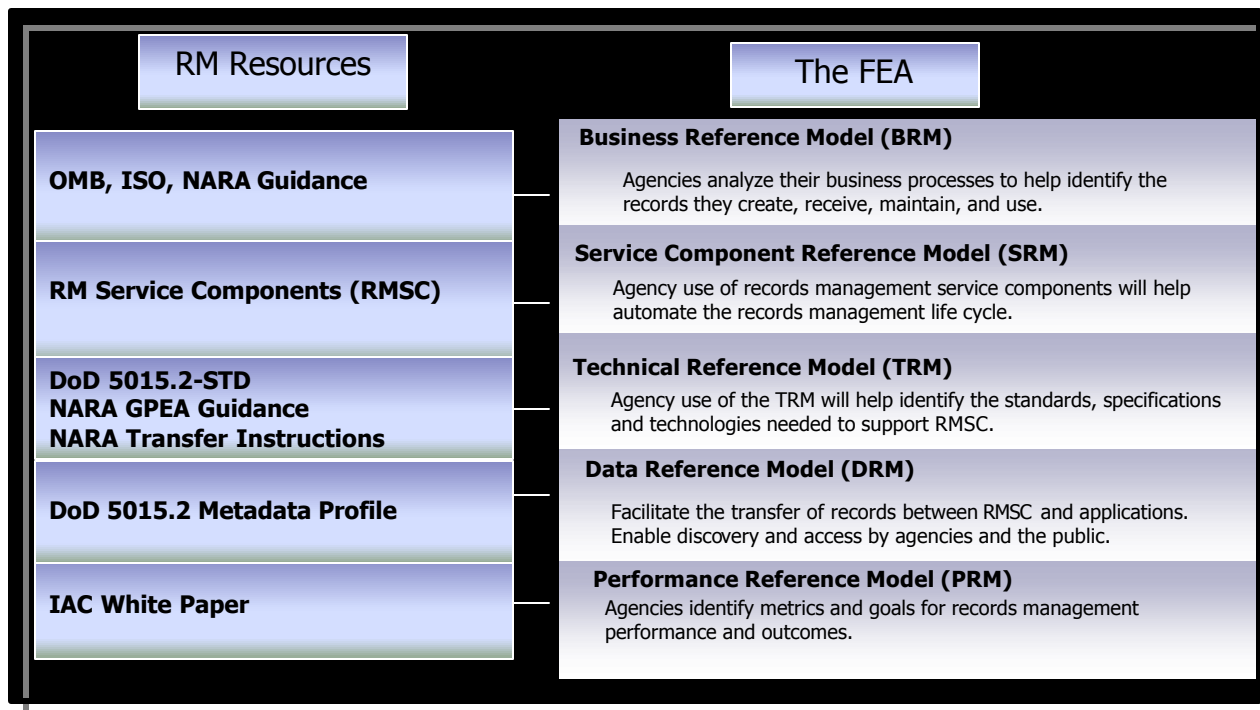 RM Resources
The FEA
OMB, ISO, NARA Guidance
Business Reference Model (BRM)
Agencies analyze their business processes to help identify the
records they create, receive, maintain, and use.
RM Service Components (RMSC)
Service Component Reference Model (SRM)
Agency use of records management service components will help
automate the records management life cycle.
DoD 5015.2-STD
NARA GPEA Guidance
NARA Transfer Instructions
Technical Reference Model (TRM)
Agency use of the TRM will help identify the standards, specifications
and technologies needed to support RMSC.
DoD 5015.2 Metadata Profile
Data Reference Model (DRM)
Facilitate the transfer of records between RMSC and applications.
Enable discovery and access by agencies and the public.
IAC White Paper
Performance Reference Model (PRM)
Agencies identify metrics and goals for records management
performance and outcomes.